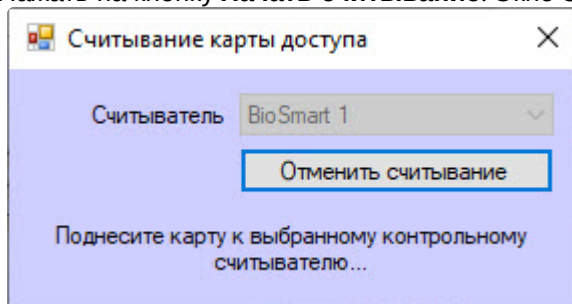 Считывание карты доступа
Считыватель BioSmart 1
Отменить считывание
Поднесите карту к выбранному контрольному
считывателю...